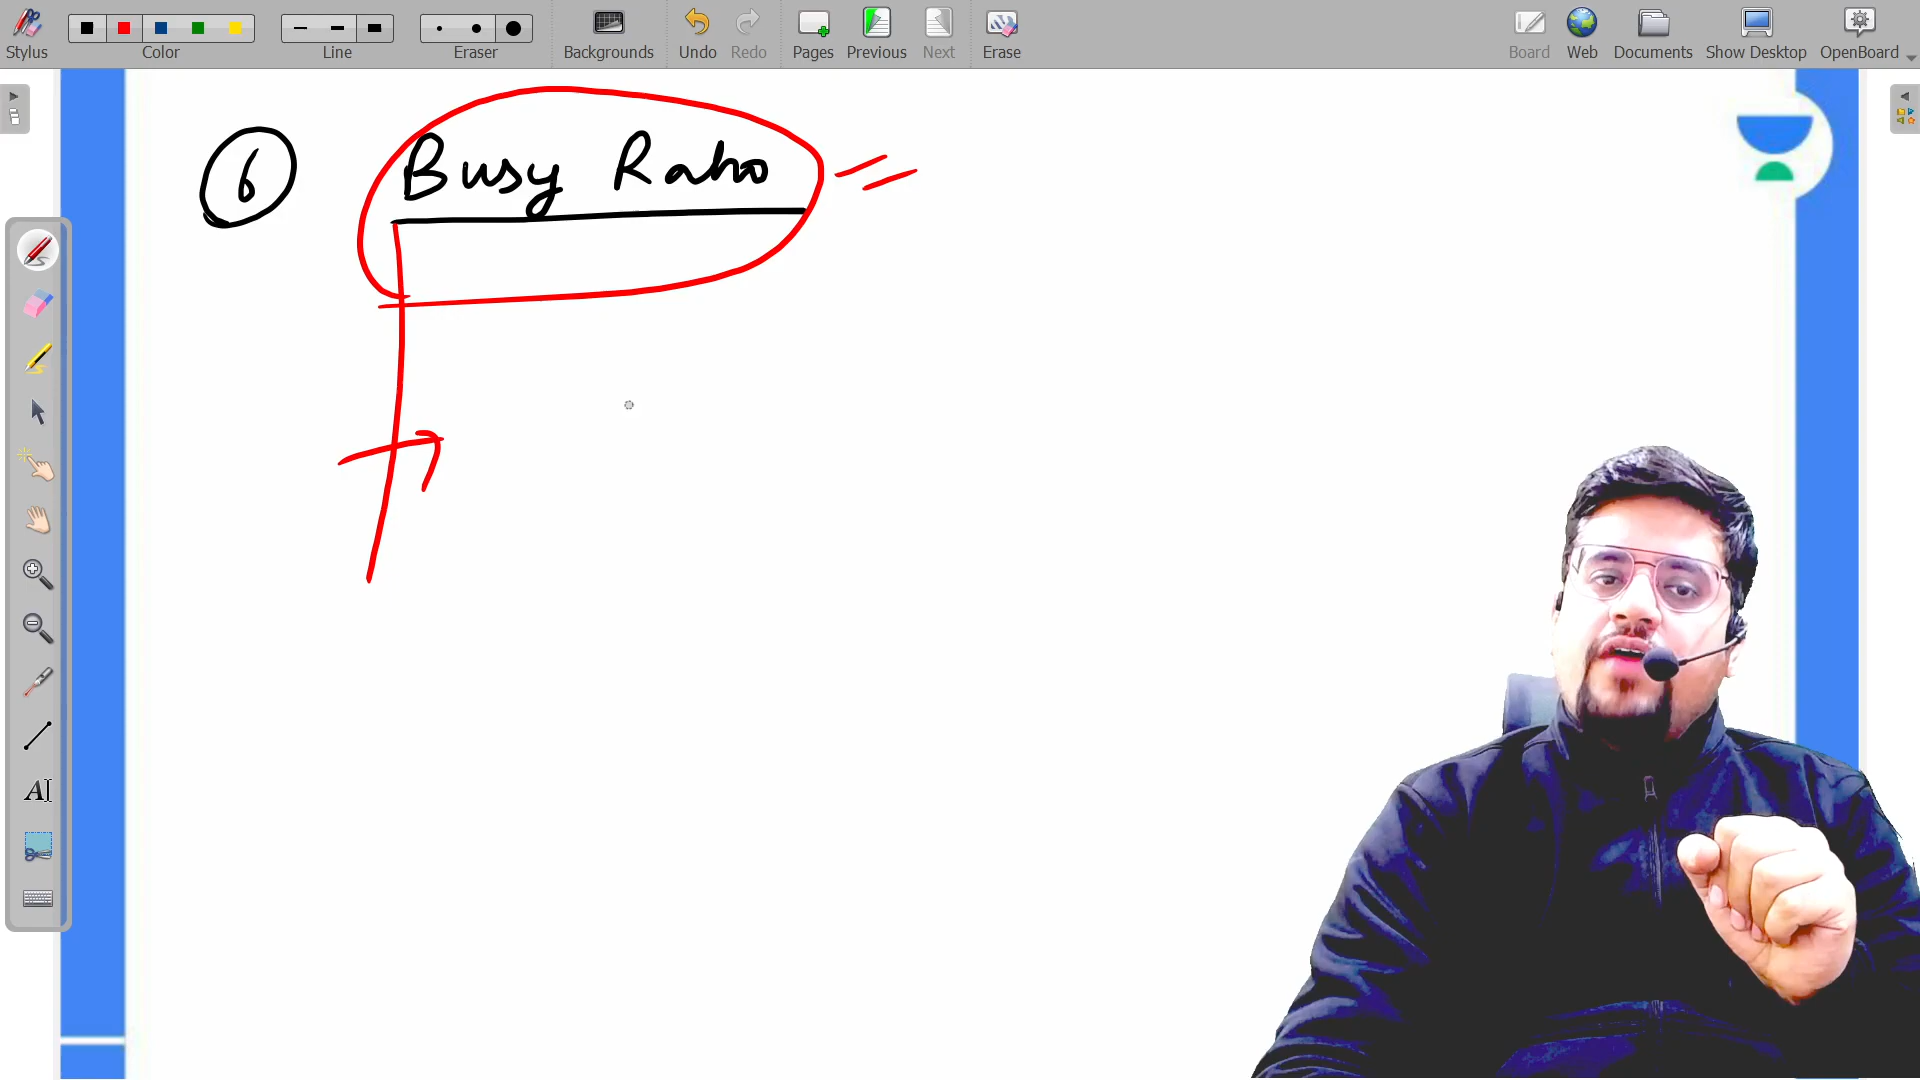 Stylus Color Line Eraser Backgrounds Undo Redo Pages Previous Next Erase Board Web Documents Show Desktop OpenBoard
6 Busy Raho
AI